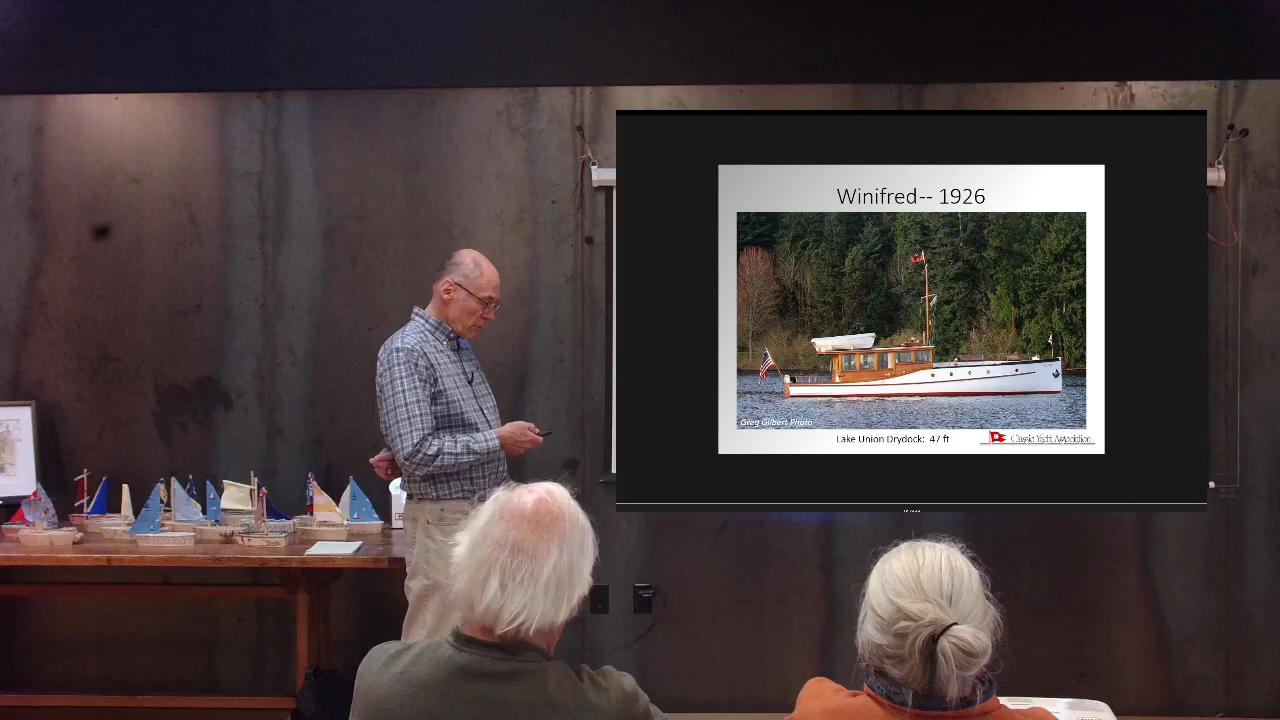 Winifred-- 1926
Greg Gilbert Photo
Lake Union Drydock: 47 ft
Classic Yacht Association